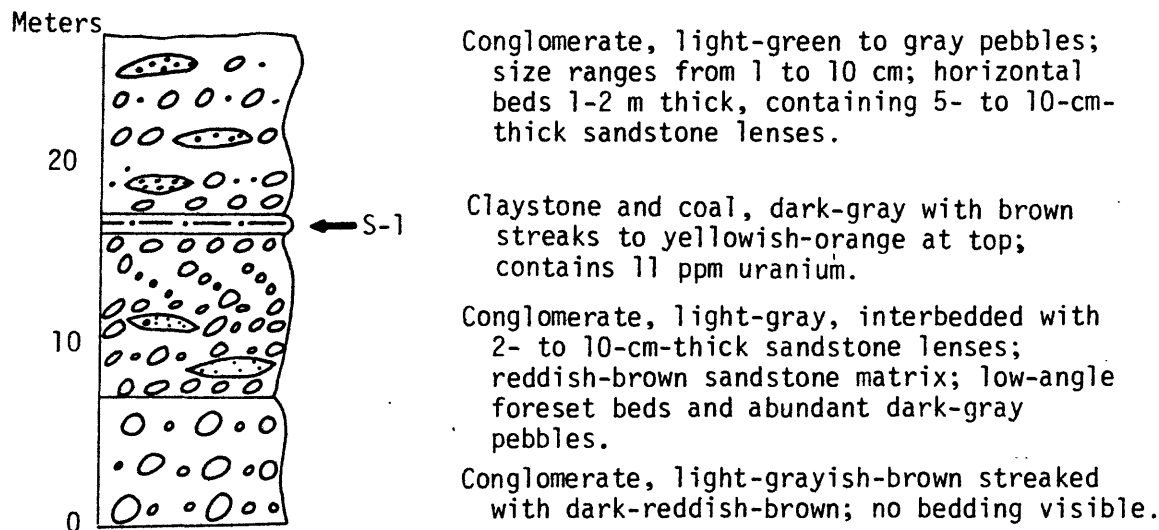 Meters
Conglomerate, light-green to gray pebbles;
size ranges from 1 to 10 cm; horizontal
beds 1-2 m thick, containing 5- to 10-cm-
thick sandstone lenses.
20
S-1
Claystone and coal, dark-gray with brown
streaks to yellowish-orange at top;
contains 11 ppm uranium.
Conglomerate, light-gray, interbedded with
2- to 10-cm-thick sandstone lenses;
reddish-brown sandstone matrix; low-angle
foreset beds and abundant dark-gray
pebbles.
10
Conglomerate, light-grayish-brown streaked
with dark-reddish-brown; no bedding visible.
0